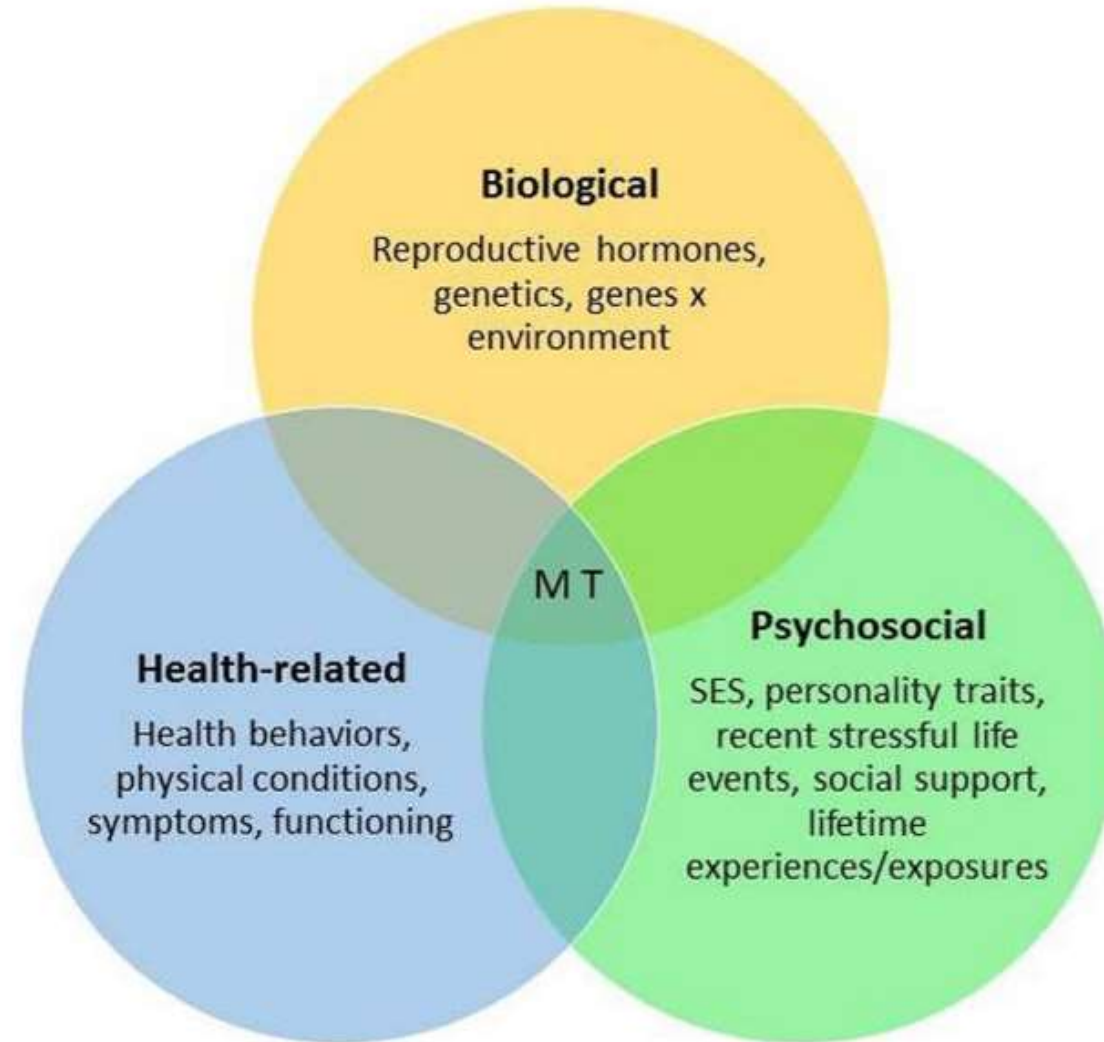 Biological
Reproductive hormones,
genetics, genes x
environment
M T
Health-related
Health behaviors,
physical conditions,
symptoms, functioning
Psychosocial
SES, personality traits,
recent stressful life
events, social support,
lifetime
experiences/exposures